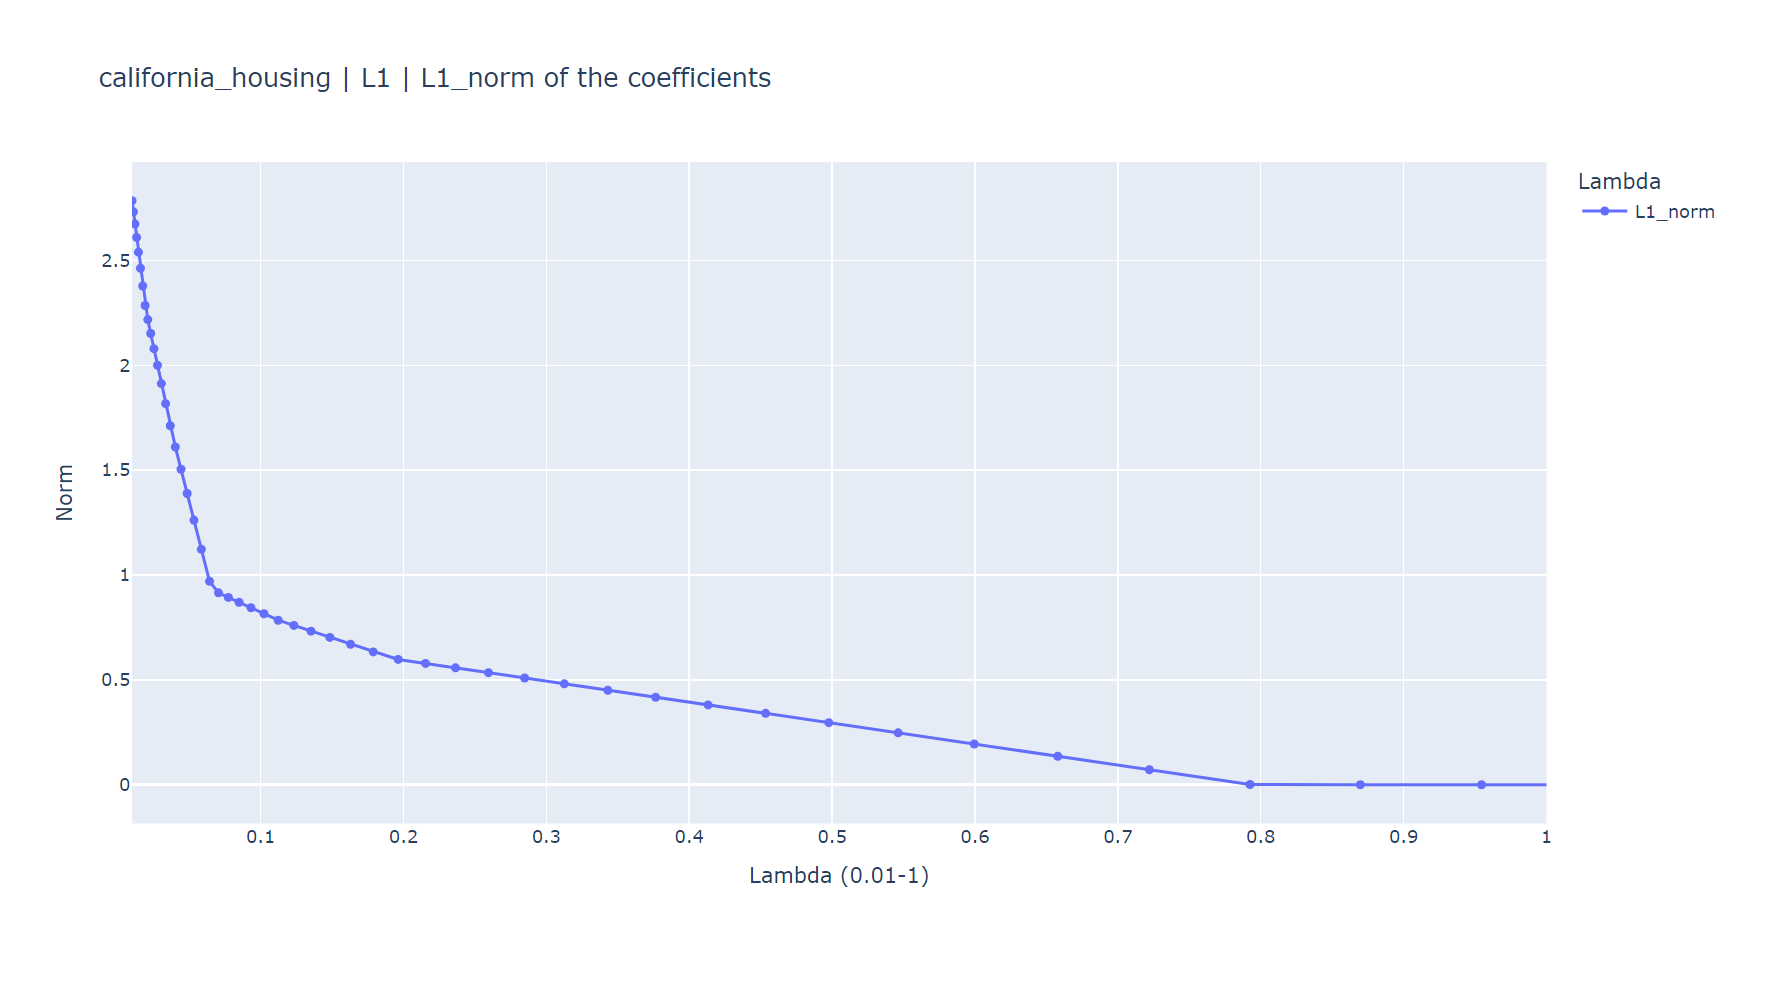 california_housing | L1 | L1_norm of the coefficients
Lambda
L1_norm
Norm
2.5
2
1.5
1
0.5
0
0.1 0.2 0.3 0.4 0.5 0.6 0.7 0.8 0.9 1
Lambda (0.01-1)